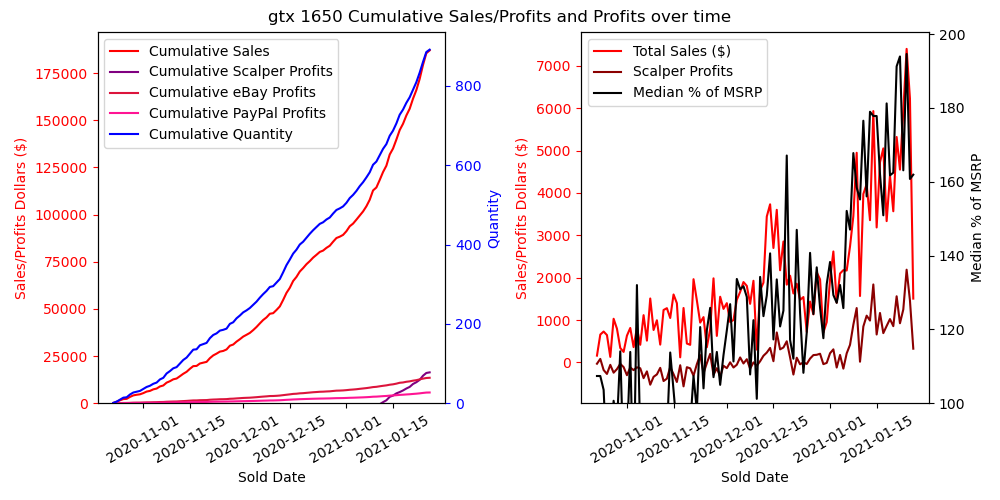 gtx 1650 Cumulative Sales/Profits and Profits over time
Cumulative Sales
Cumulative Scalper Profits
Cumulative eBay Profits
Cumulative PayPal Profits
Cumulative Quantity
Sales/Profits Dollars ($)
175000
150000
125000
100000
75000
50000
25000
0
800
600
400
200
0
Quantity
2020-11-01
2020-11-15
2020-12-01
2020-12-15
2021-01-01
2021-01-15
Sold Date
Total Sales ($)
Scalper Profits
Median % of MSRP
Sales/Profits Dollars ($)
7000
6000
5000
4000
3000
2000
1000
0
200
180
160
140
120
100
Median % of MSRP
2020-11-01
2020-11-15
2020-12-01
2020-12-15
2021-01-01
2021-01-15
Sold Date